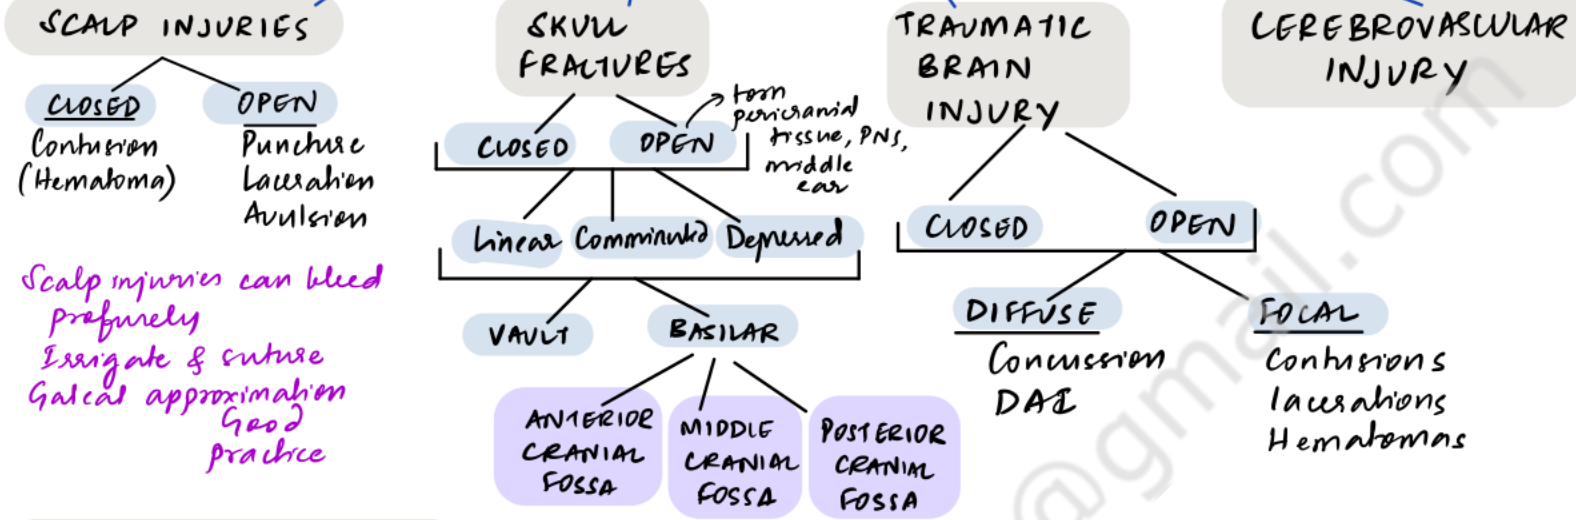 SCALP INJURIES
CLOSED
Contusion
(Hematoma)
OPEN
Puncture
Laceration
Avulsion
Scalp injuries can bleed
profusely
Irrigate & suture
Galeal approximation
Good
practice
SKULL
FRACTURES
CLOSED
OPEN
torn
pericranial
tissue, PNS,
middle
ear
Linear
Comminuted
Depressed
VAULT
BASILAR
ANTERIOR
CRANIAL
FOSSA
MIDDLE
CRANIAL
FOSSA
POSTERIOR
CRANIAL
FOSSA
TRAUMATIC
BRAIN
INJURY
CLOSED
OPEN
DIFFUSE
Concussion
DAI
FOCAL
Contusions
lacerations
Hematomas
CEREBROVASCULAR
INJURY
@gmail.com